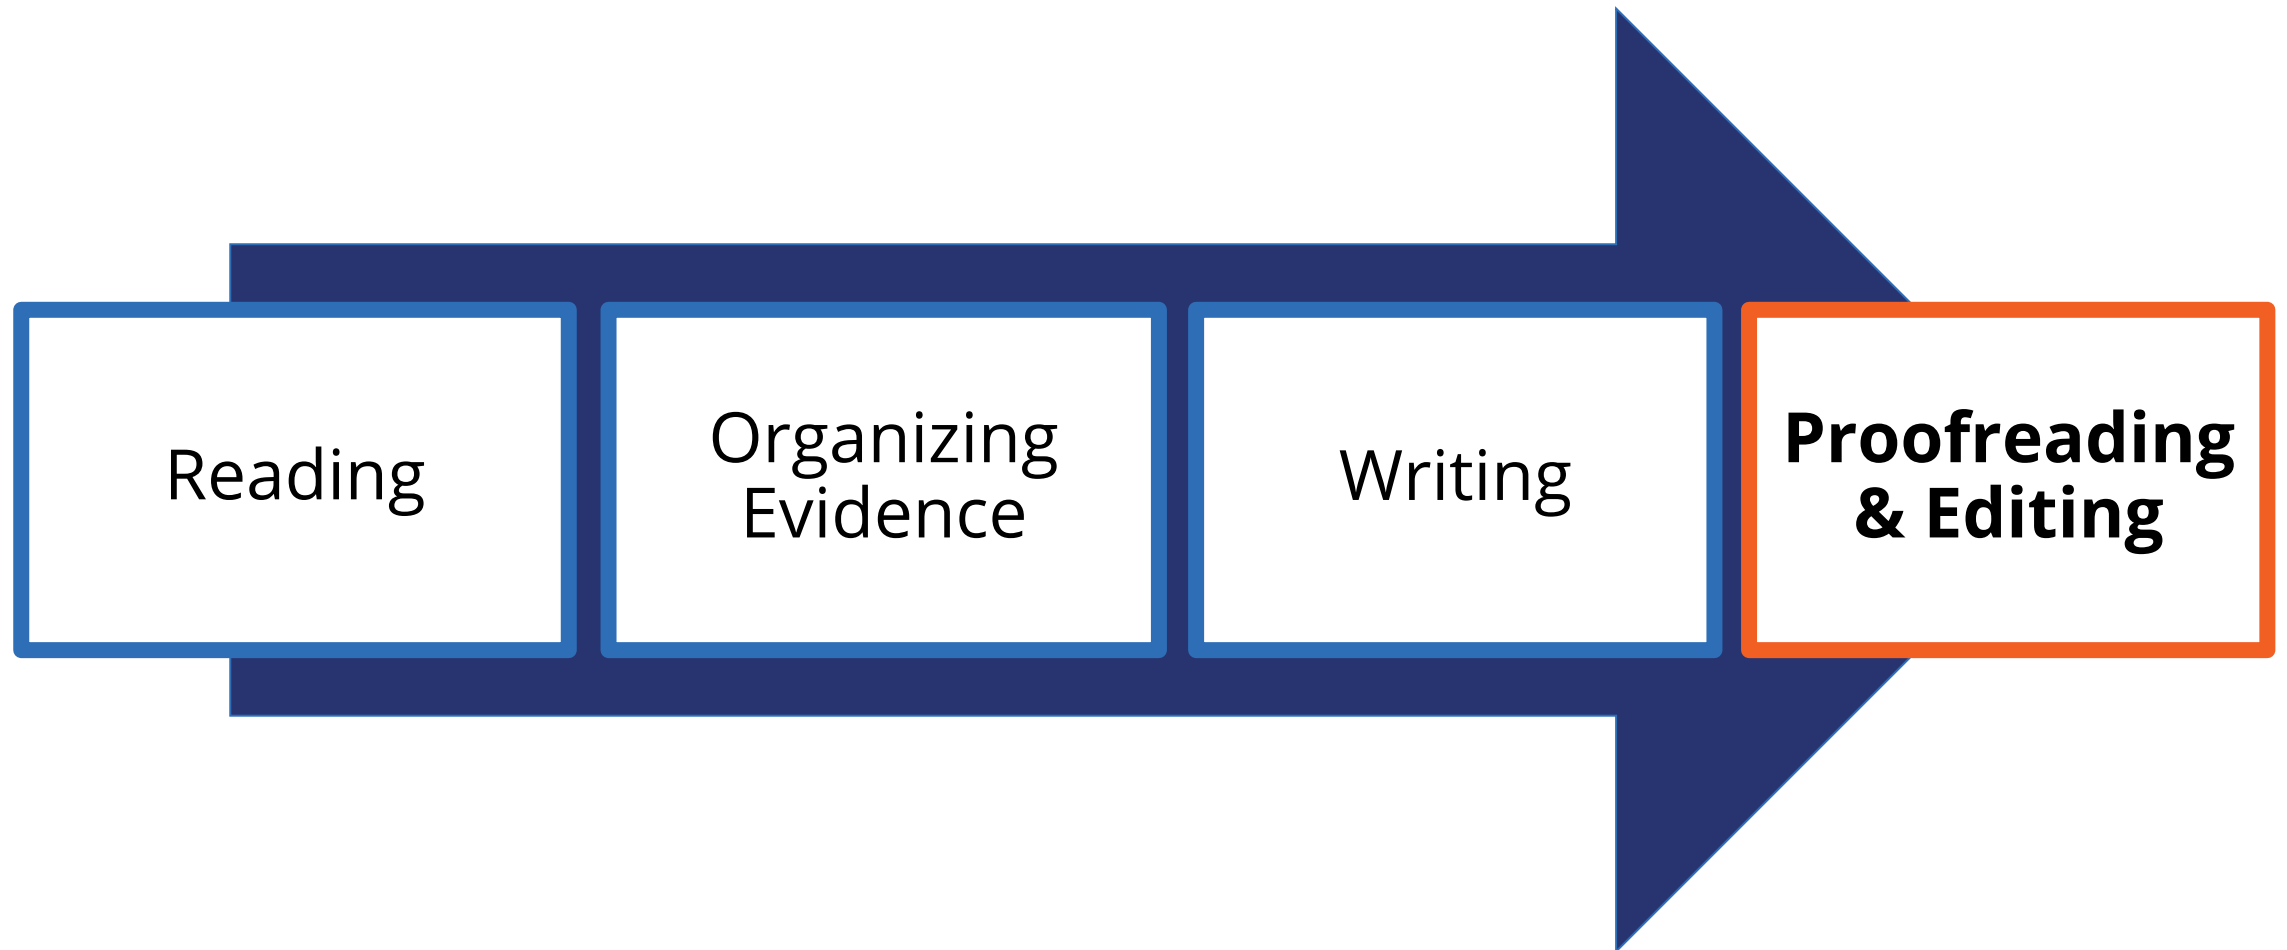 Reading
Organizing
Evidence
Writing
Proofreading
& Editing